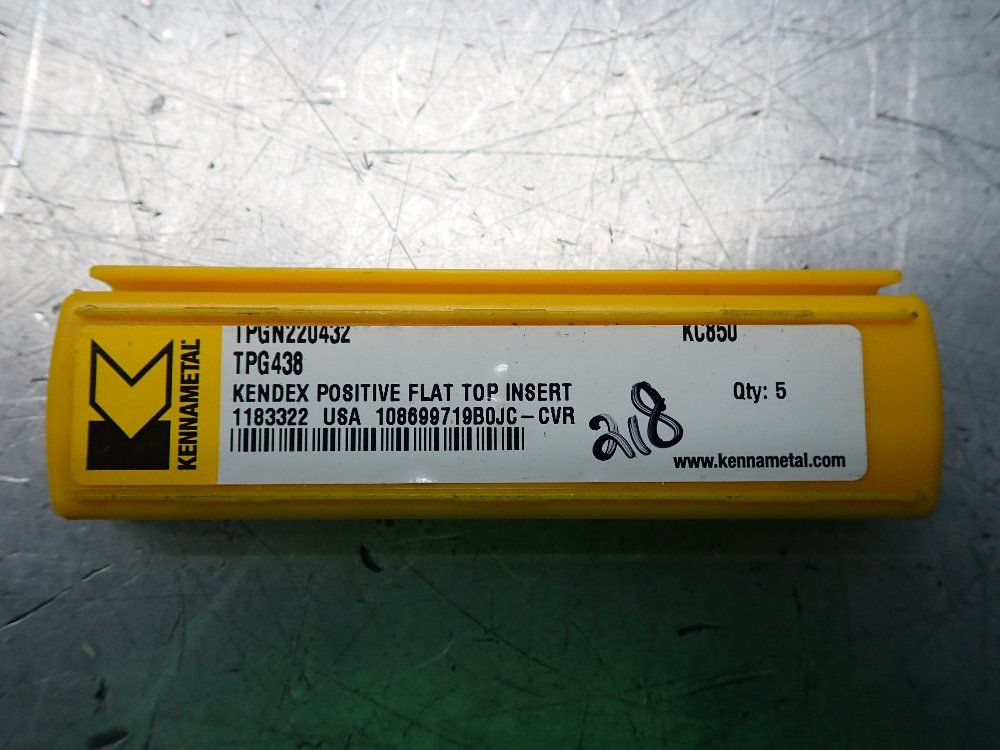 KENNAMETAL
TPGN220432 KC850
TPG438
KENDEX POSITIVE FLAT TOP INSERT Qty: 5
1183322 USA 108699719B0JC-CVR
218
www.kennametal.com